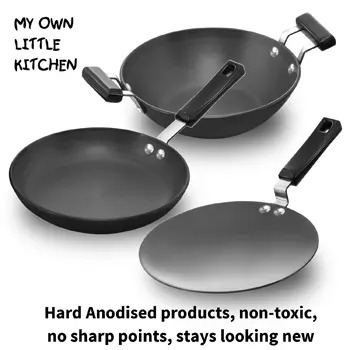 MY OWN
LITTLE
KITCHEN
Hard Anodised products, non-toxic,
no sharp points, stays looking new